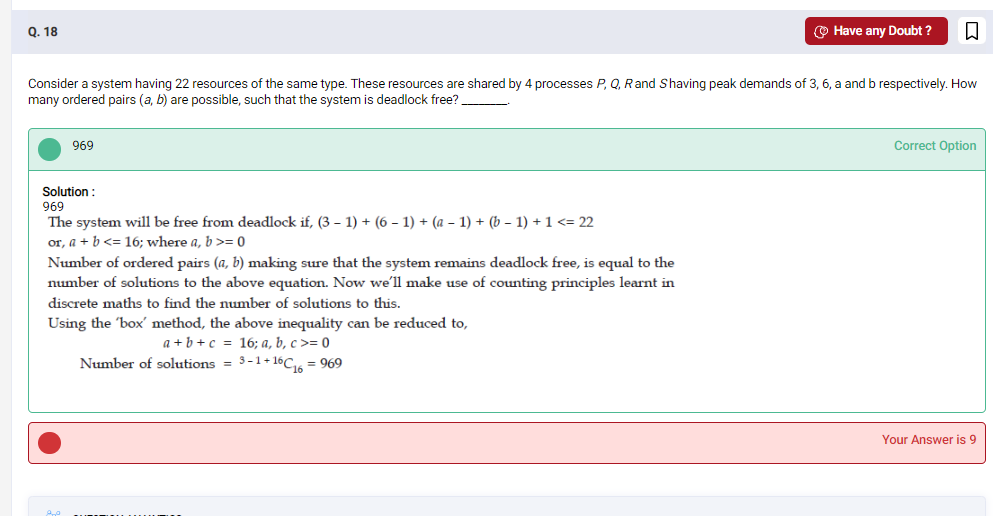 Q. 18
Have any Doubt ?
Consider a system having 22 resources of the same type. These resources are shared by 4 processes P, Q, R and S having peak demands of 3, 6, a and b respectively. How
many ordered pairs (a, b) are possible, such that the system is deadlock free? ________.
969
Correct Option
Solution :
969
The system will be free from deadlock if, (3 – 1) + (6 – 1) + (a – 1) + (b – 1) + 1 <= 22
or, a + b <= 16; where a, b >= 0
Number of ordered pairs (a, b) making sure that the system remains deadlock free, is equal to the
number of solutions to the above equation. Now we'll make use of counting principles learnt in
discrete maths to find the number of solutions to this.
Using the 'box' method, the above inequality can be reduced to,
a + b + c = 16; a, b, c >= 0
Number of solutions = ³⁻¹⁺¹⁶C₁₆ = 969
Your Answer is 9